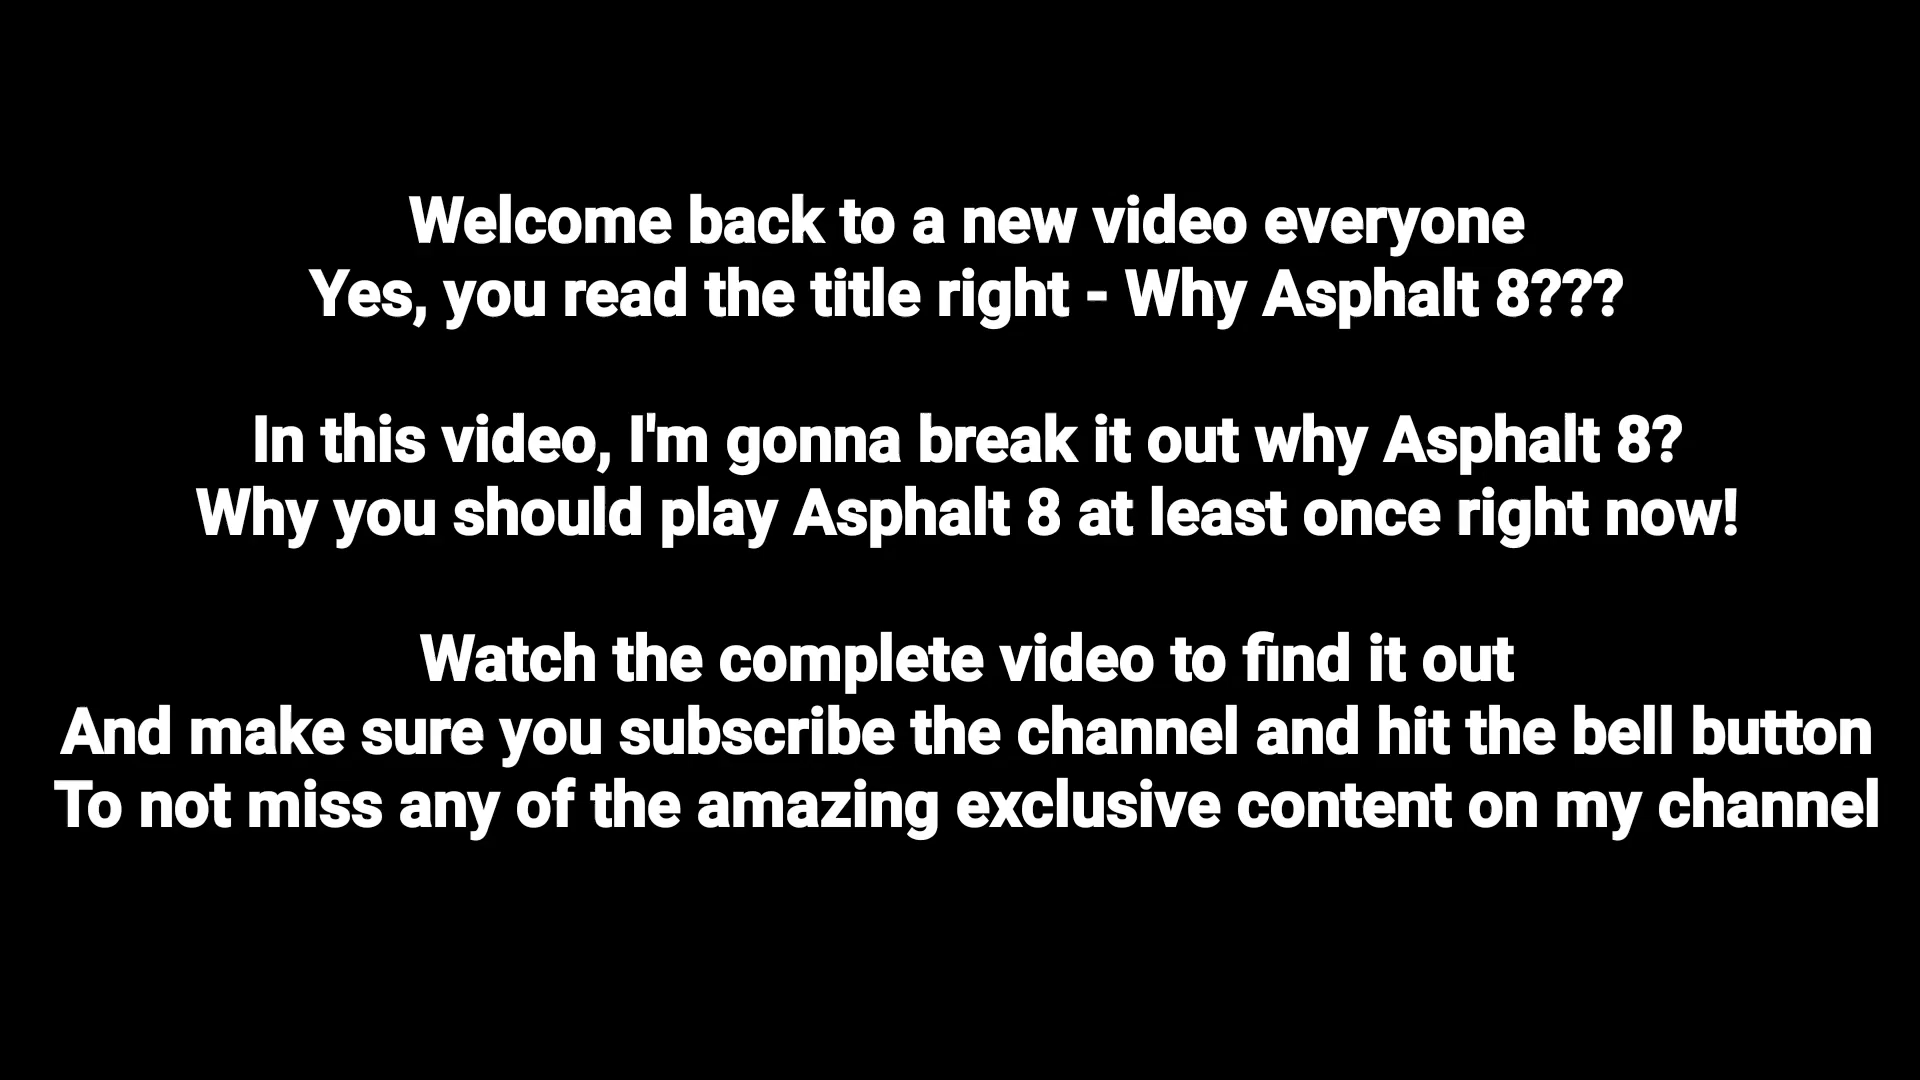 Welcome back to a new video everyone
Yes, you read the title right - Why Asphalt 8???
In this video, I'm gonna break it out why Asphalt 8?
Why you should play Asphalt 8 at least once right now!
Watch the complete video to find it out
And make sure you subscribe the channel and hit the bell button
To not miss any of the amazing exclusive content on my channel